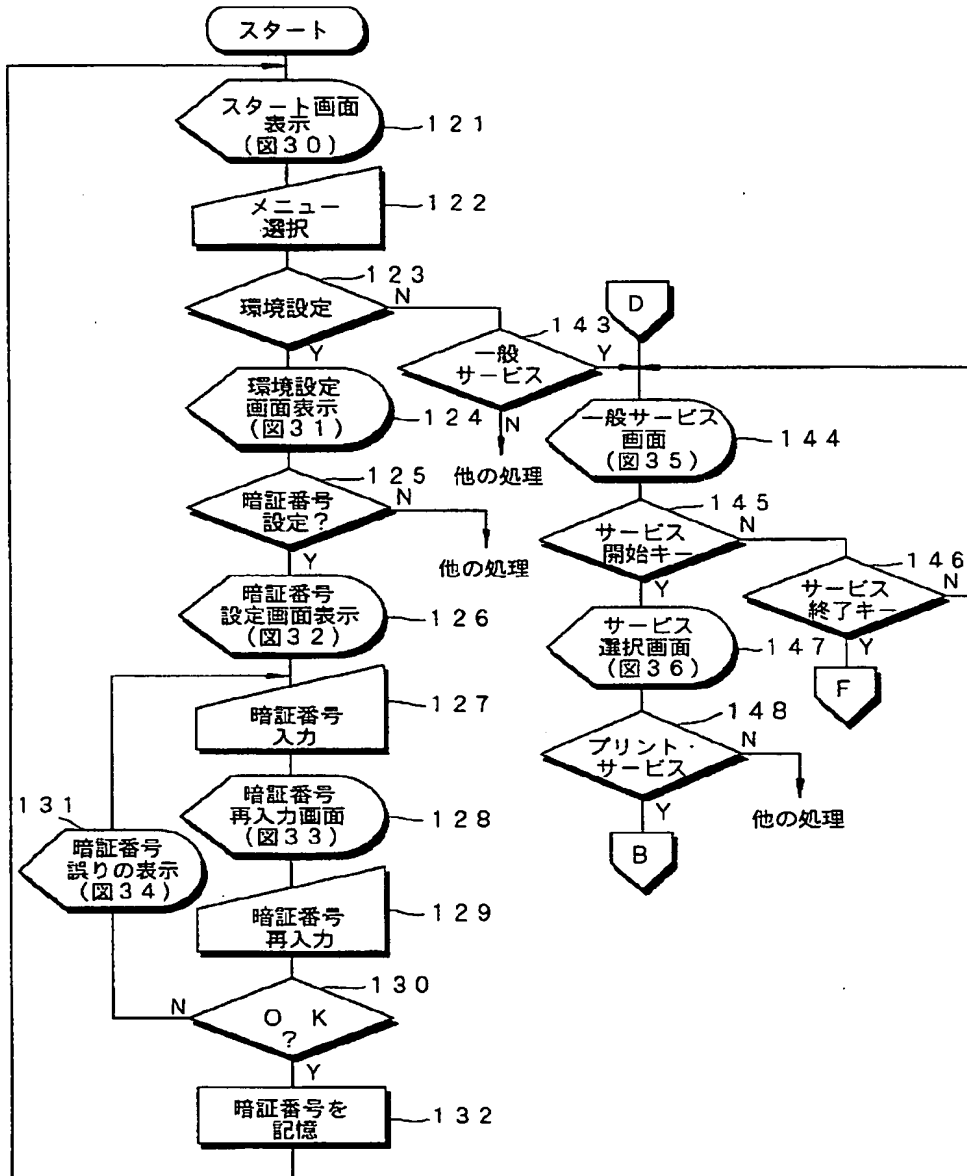 スタート
スタート画面
表示
(図30)
121
メニュー
選択
122
環境設定
123
N
Y
環境設定
画面表示
(図31)
124
暗証番号
設定?
125
N
他の処理
Y
暗証番号
設定画面表示
(図32)
126
暗証番号
入力
127
暗証番号
再入力画面
(図33)
128
暗証番号
再入力
129
OK
?
130
N
Y
131
暗証番号
誤りの表示
(図34)
暗証番号を
記憶
132
一般
サービス
143
Y
N
他の処理
D
一般サービス
画面
(図35)
144
サービス
開始キー
145
N
Y
サービス
終了キー
146
N
Y
F
サービス
選択画面
(図36)
147
プリント・
サービス
148
N
他の処理
Y
B